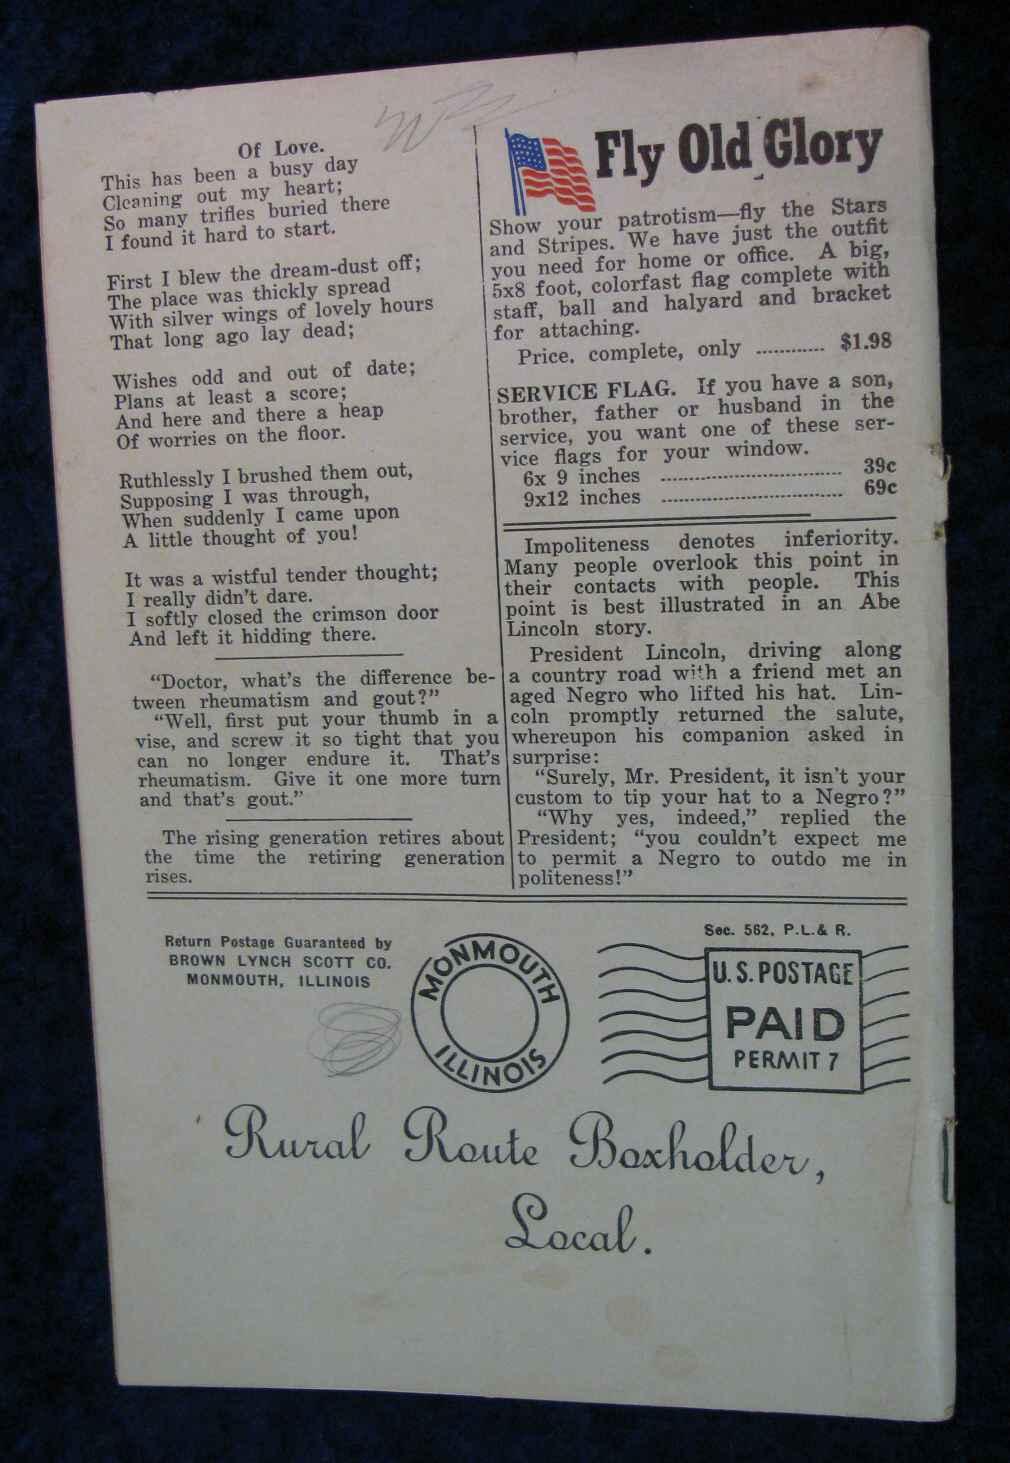 Of Love.
This has been a busy day
Cleaning out my heart;
So many trifles buried there
I found it hard to start.
First I blew the dream-dust off;
The place was thickly spread
With silver wings of lovely hours
That long ago lay dead;
Wishes odd and out of date;
Plans at least a score;
And here and there a heap
Of worries on the floor.
Ruthlessly I brushed them out,
Supposing I was through,
When suddenly I came upon
A little thought of you!
It was a wistful tender thought;
I really didn't dare.
I softly closed the crimson door
And left it hidding there.
"Doctor, what's the difference be-
tween rheumatism and gout?"
"Well, first put your thumb in a
vise, and screw it so tight that you
can no longer endure it. That's
rheumatism. Give it one more turn
and that's gout."
The rising generation retires about
the time the retiring generation
rises.
Fly Old Glory
Show your patrotism—fly the Stars
and Stripes. We have just the outfit
you need for home or office. A big,
5x8 foot, colorfast flag complete with
staff, ball and halyard and bracket
for attaching.
Price. complete, only ............ $1.98
SERVICE FLAG. If you have a son,
brother, father or husband in the
service, you want one of these ser-
vice flags for your window.
6x 9 inches ............................ 39c
9x12 inches ............................ 69c
Impoliteness denotes inferiority.
Many people overlook this point in
their contacts with people. This
point is best illustrated in an Abe
Lincoln story.
President Lincoln, driving along
a country road with a friend met an
aged Negro who lifted his hat. Lin-
coln promptly returned the salute,
whereupon his companion asked in
surprise:
"Surely, Mr. President, it isn't your
custom to tip your hat to a Negro?"
"Why yes, indeed," replied the
President; "you couldn't expect me
to permit a Negro to outdo me in
politeness!"
Return Postage Guaranteed by
BROWN LYNCH SCOTT CO.
MONMOUTH, ILLINOIS
MONMOUTH
ILLINOIS
Sec. 562, P.L.& R.
U.S. POSTAGE
PAID
PERMIT 7
Rural Route Boxholder,
Local.